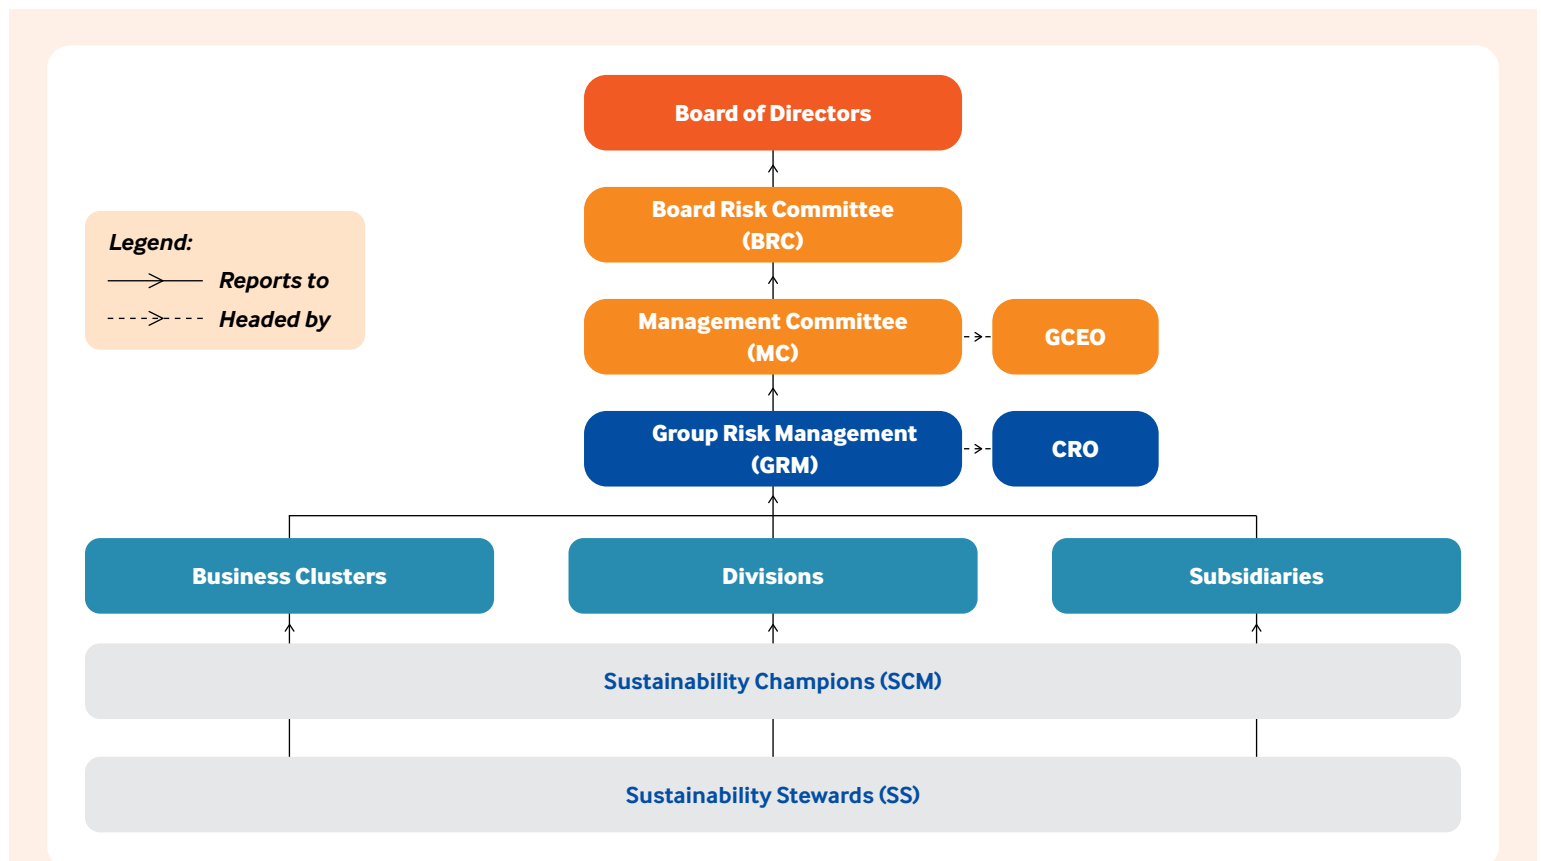 Board of Directors
Board Risk Committee
(BRC)
Legend:
Reports to
Headed by
Management Committee
(MC)
GCEO
Group Risk Management
(GRM)
CRO
Business Clusters
Divisions
Subsidiaries
Sustainability Champions (SCM)
Sustainability Stewards (SS)